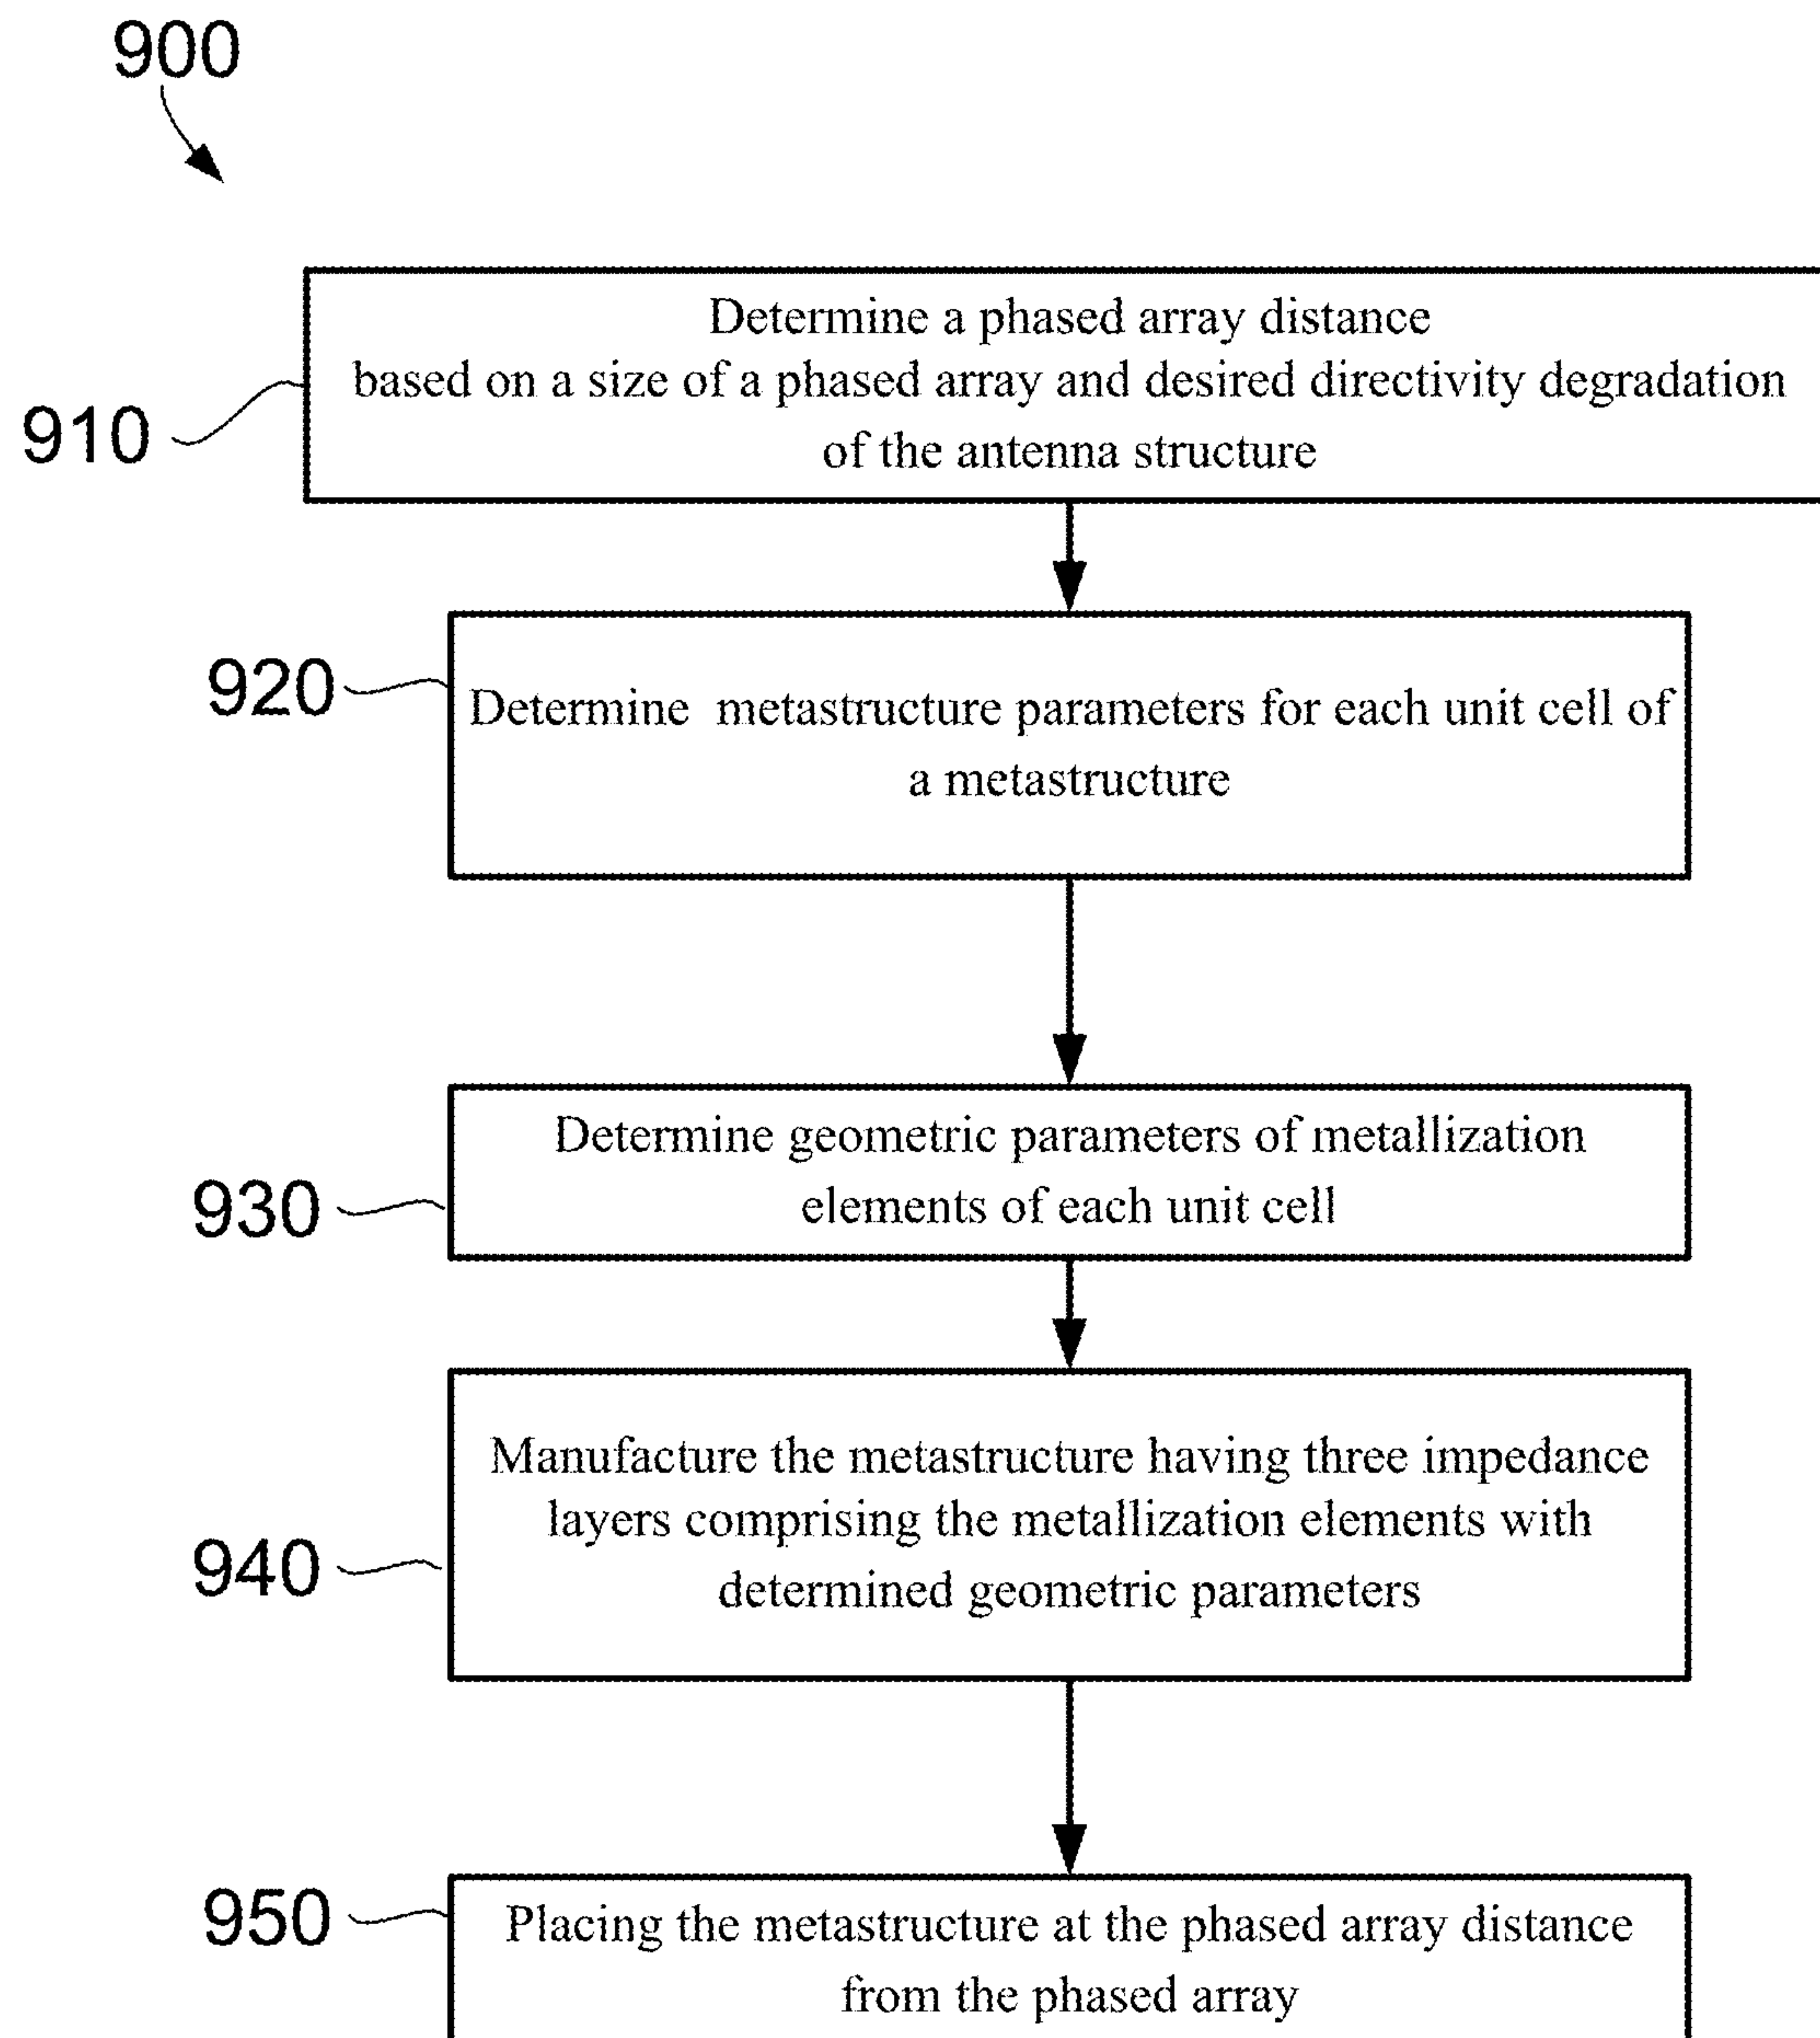 900
Determine a phased array distance
based on a size of a phased array and desired directivity degradation
of the antenna structure
910
920
Determine metastructure parameters for each unit cell of
a metastructure
Determine geometric parameters of metallization
elements of each unit cell
930
Manufacture the metastructure having three impedance
layers comprising the metallization elements with
determined geometric parameters
940
950
Placing the metastructure at the phased array distance
from the phased array